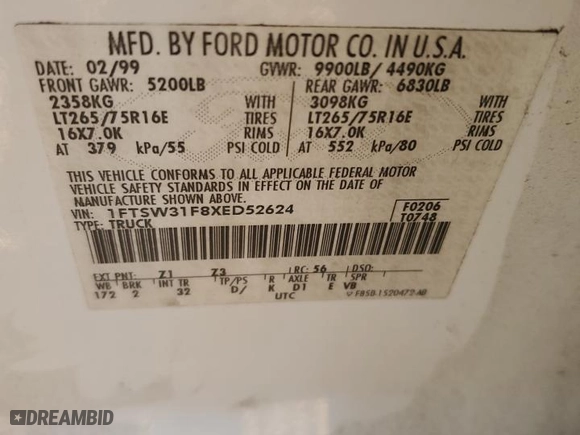 MFD. BY FORD MOTOR CO. IN U.S.A.
DATE: 02/99 GVWR: 9900LB/ 4490KG
FRONT GAWR: 5200LB REAR GAWR: 6830LB
2358KG WITH 3098KG WITH
LT265/75R16E TIRES LT265/75R16E TIRES
16X7.0K RIMS 16X7.0K RIMS
AT 379 kPa/55 PSI COLD AT 552 kPa/80 PSI COLD
THIS VEHICLE CONFORMS TO ALL APPLICABLE FEDERAL MOTOR
VEHICLE SAFETY STANDARDS IN EFFECT ON THE DATE OF
MANUFACTURE SHOWN ABOVE.
VIN: 1FTSW31F8XED52624 F0206
TYPE: TRUCK T0748
EXT PNT: Z1 Z3 RC: 56 DSO:
WB BRK INT TR TP/PS R AXLE TR SPR
172 2 32 D/ K D1 E VB
UTC F85B-1520472-AB
DREAMBID